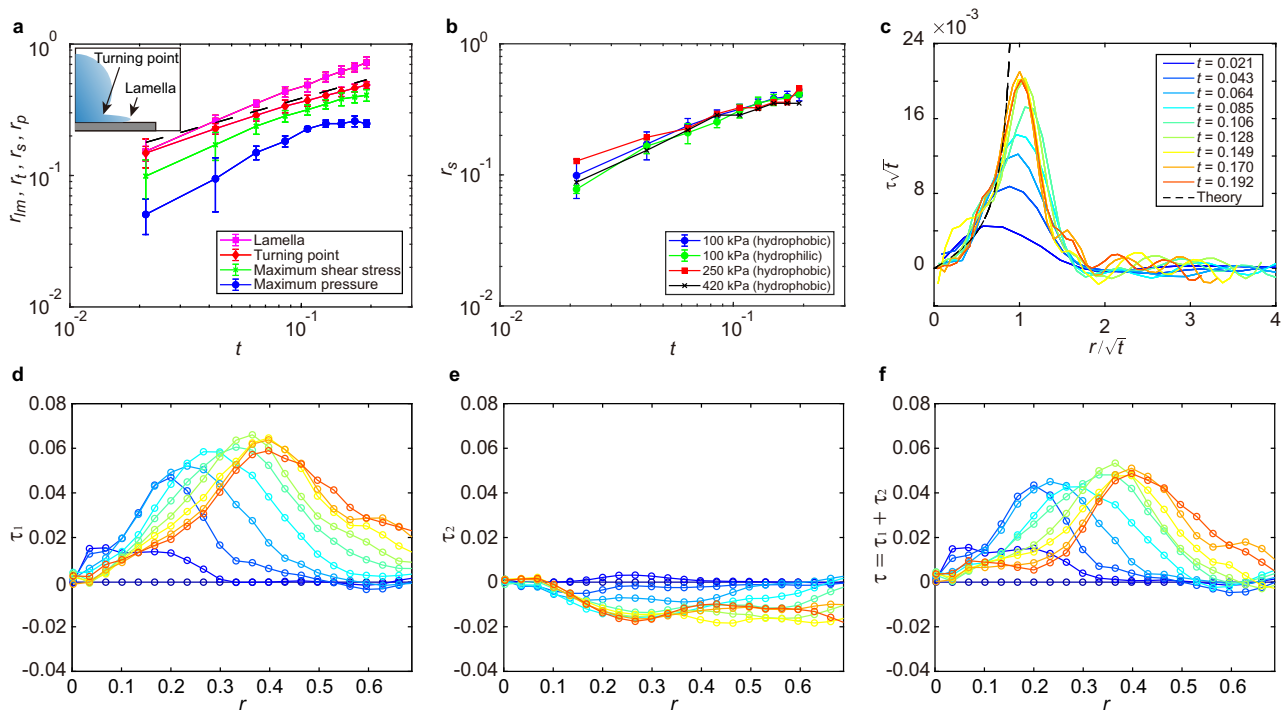 a
10⁰
10⁻¹
10⁻²
r_lm, r_t, r_s, r_p
Turning point
Lamella
Lamella
Turning point
Maximum shear stress
Maximum pressure
10⁻²
10⁻¹
t
b
10⁰
10⁻¹
10⁻²
r_s
100 kPa (hydrophobic)
100 kPa (hydrophilic)
250 kPa (hydrophobic)
420 kPa (hydrophobic)
10⁻²
10⁻¹
t
c
×10⁻³
24
16
8
0
τ√t
t = 0.021
t = 0.043
t = 0.064
t = 0.085
t = 0.106
t = 0.128
t = 0.149
t = 0.170
t = 0.192
Theory
0 1 2 3 4
r/√t
d
0.08
0.06
0.04
0.02
0
-0.02
-0.04
τ₁
0 0.1 0.2 0.3 0.4 0.5 0.6
r
e
0.08
0.06
0.04
0.02
0
-0.02
-0.04
τ₂
0 0.1 0.2 0.3 0.4 0.5 0.6
r
f
0.08
0.06
0.04
0.02
0
-0.02
-0.04
τ = τ₁ + τ₂
0 0.1 0.2 0.3 0.4 0.5 0.6
r